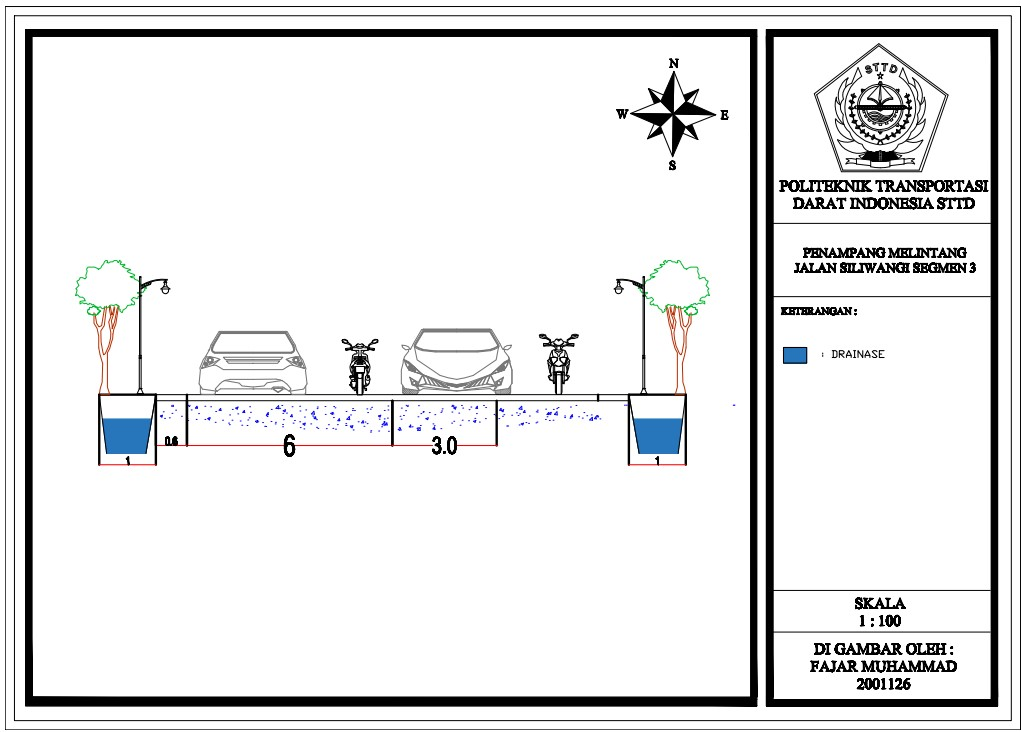 N
W
E
S
0.6
6
3.0
1
1
STTD
POLITEKNIK TRANSPORTASI
DARAT INDONESIA STTD
PENAMPANG MELINTANG
JALAN SILIWANGI SEGMEN 3
KETERANGAN :
: DRAINASE
SKALA
1 : 100
DI GAMBAR OLEH :
FAJAR MUHAMMAD
2001126